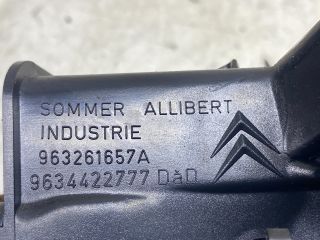 SOMMER ALLIBERT
INDUSTRIE
963261657A
9634422777 DàD